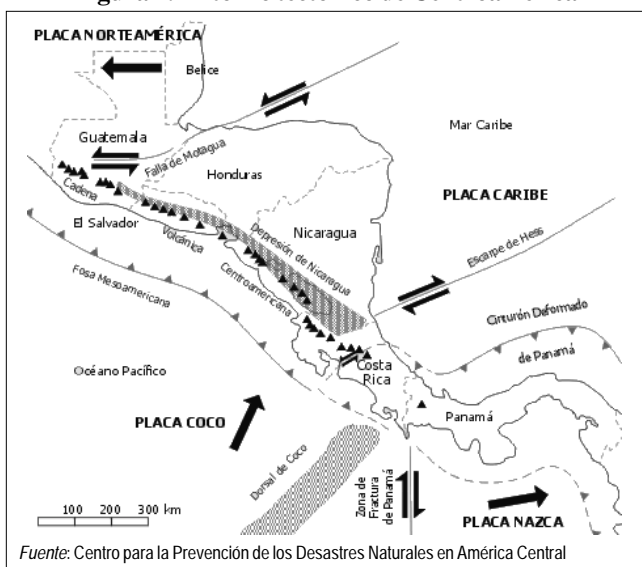 PLACA NORTEAMÉRICA
Belice
Mar Caribe
Guatemala
Falla de Motagua
Honduras
PLACA CARIBE
Cadena
El Salvador
Volcánica
Nicaragua
Depresión de Nicaragua
Escarpe de Hess
Centroamericana
Fosa Mesoamericana
Cinturón Deformado
de Panamá
Océano Pacífico
Costa
Rica
Panamá
PLACA COCO
Dorsal de Coco
Zona de
Fractura
de Panamá
0 100 200 300 km
PLACA NAZCA
Fuente: Centro para la Prevención de los Desastres Naturales en América Central